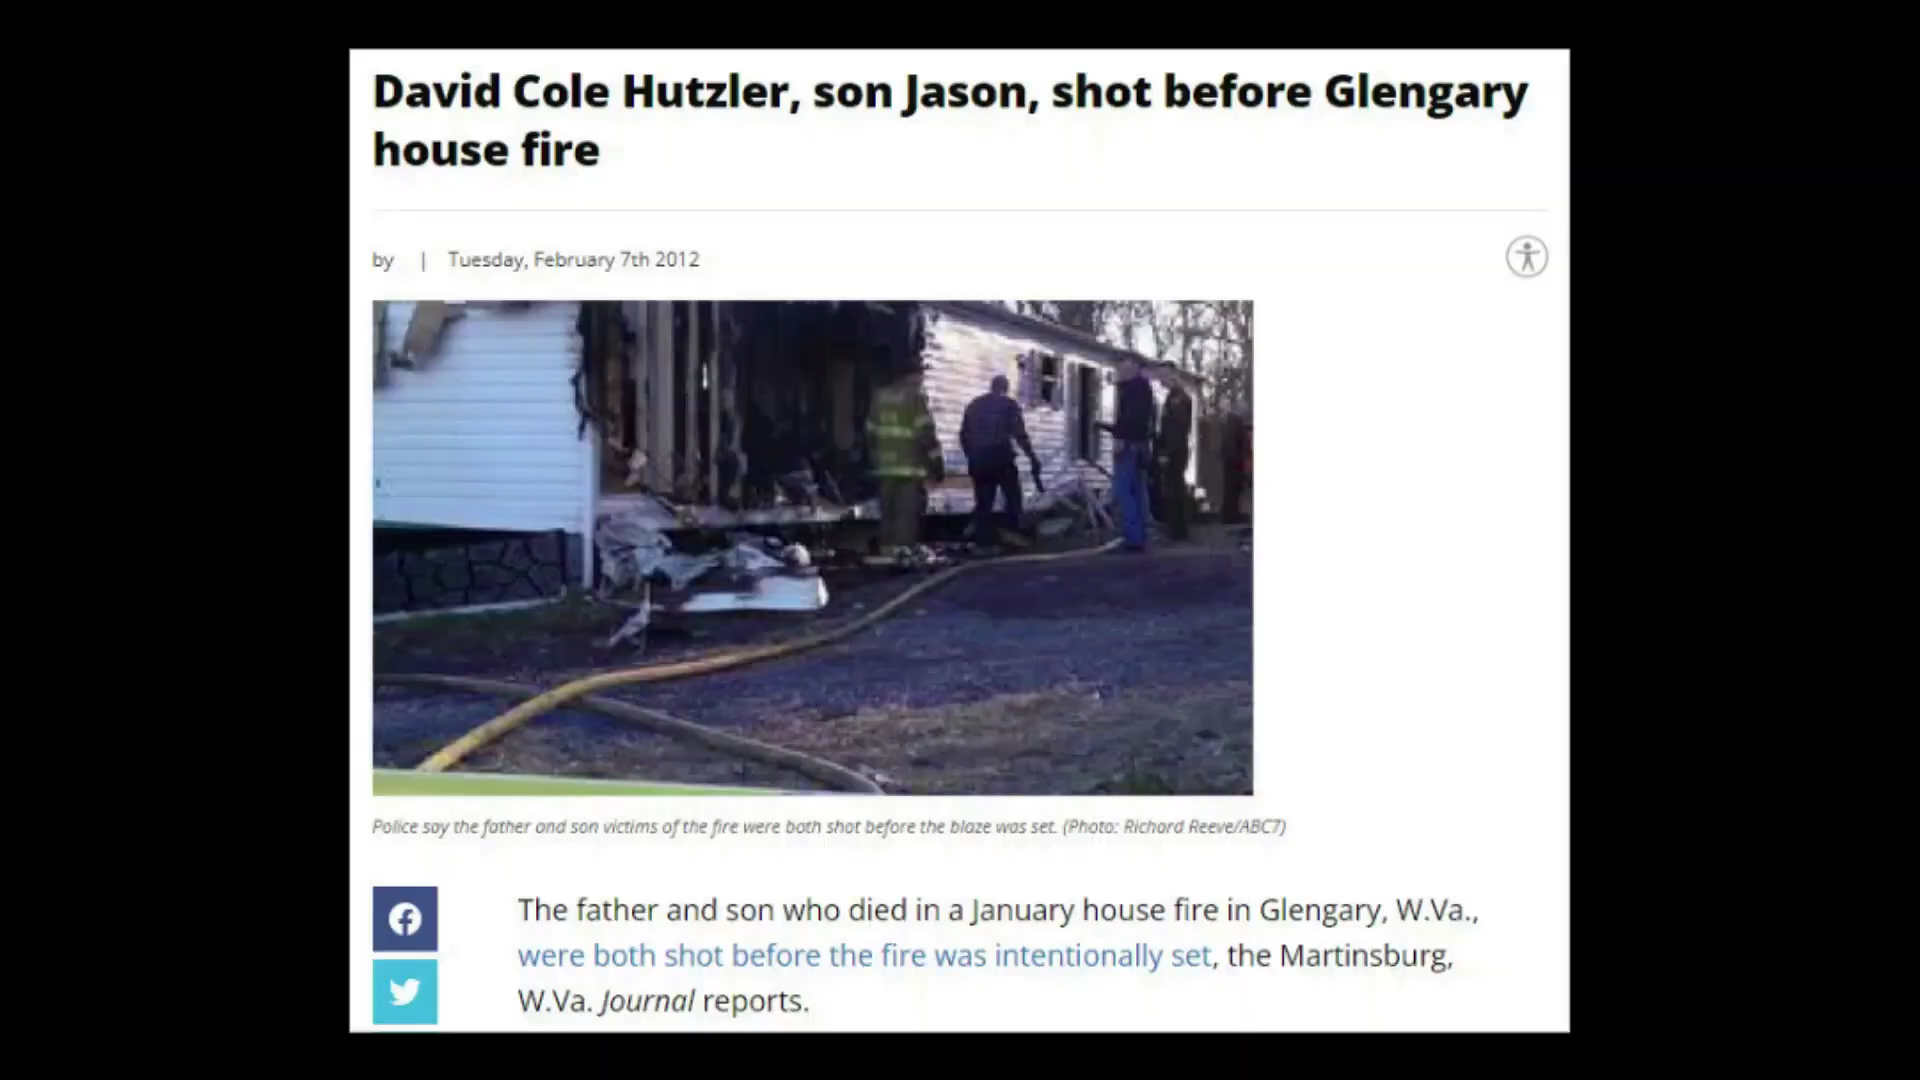 David Cole Hutzler, son Jason, shot before Glengary
house fire
by | Tuesday, February 7th 2012
Police say the father and son victims of the fire were both shot before the blaze was set. (Photo: Richard Reeve/ABC7)
The father and son who died in a January house fire in Glengary, W.Va.,
were both shot before the fire was intentionally set, the Martinsburg,
W.Va. Journal reports.